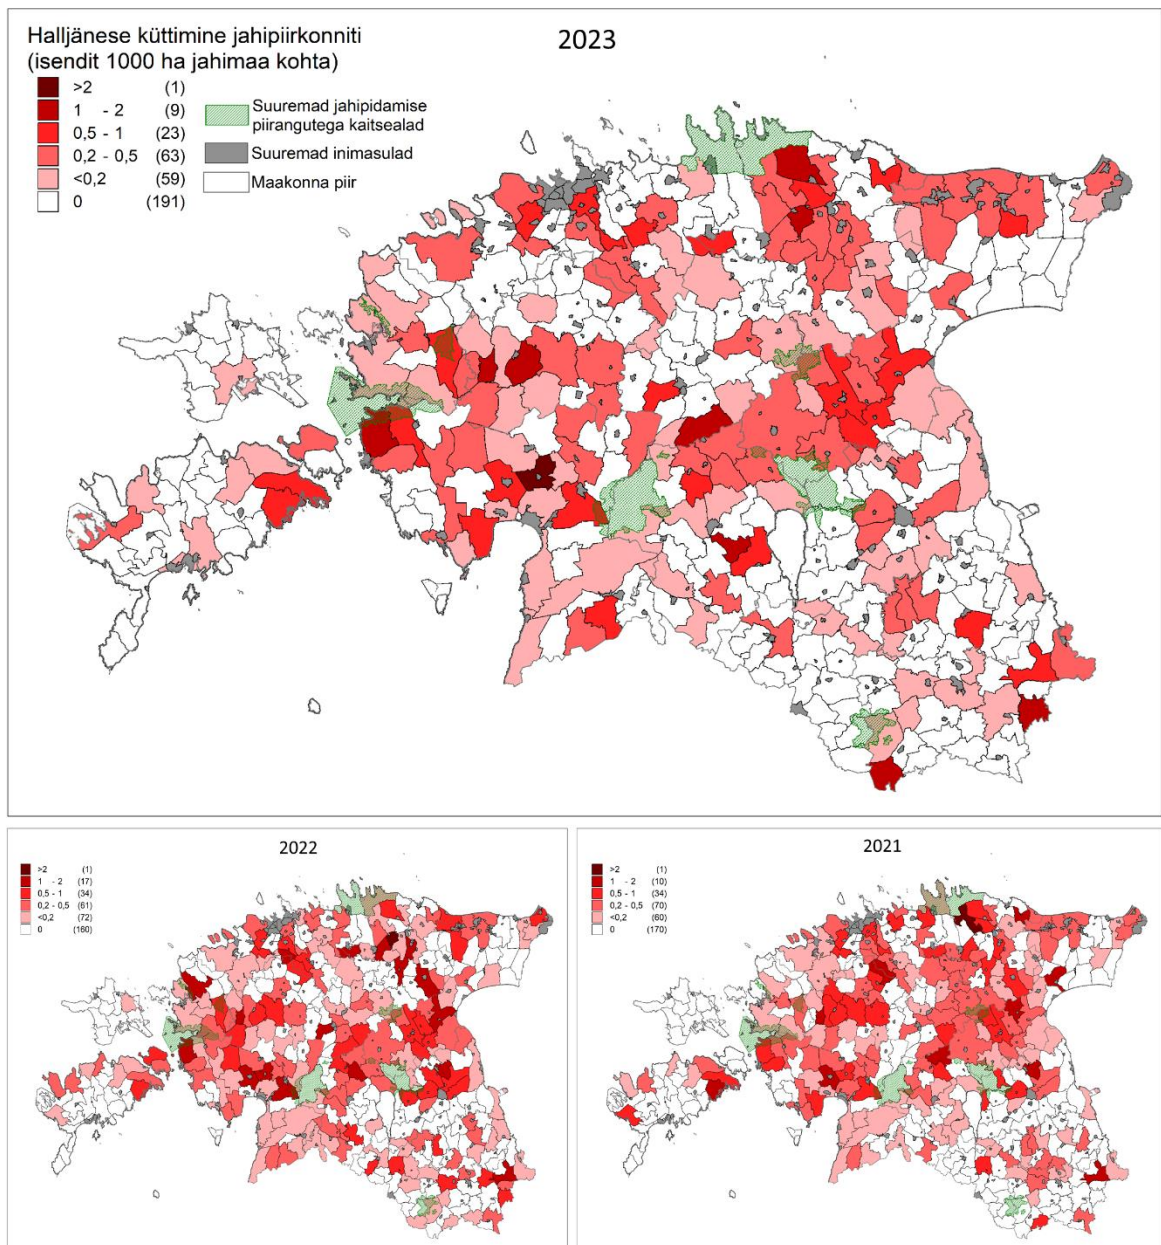 Halljänese küttimine jahipiirkonniti
(isendit 1000 ha jahimaa kohta)
2023
>2 (1)
1 - 2 (9)
0,5 - 1 (23)
0,2 - 0,5 (63)
<0,2 (59)
0 (191)
Suuremad jahipidamise
piirangutega kaitsealad
Suuremad inimasulad
Maakonna piir
2022
>2 (1)
1 - 2 (17)
0,5 - 1 (34)
0,2 - 0,5 (61)
<0,2 (72)
0 (160)
2021
>2 (1)
1 - 2 (10)
0,5 - 1 (34)
0,2 - 0,5 (70)
<0,2 (60)
0 (170)